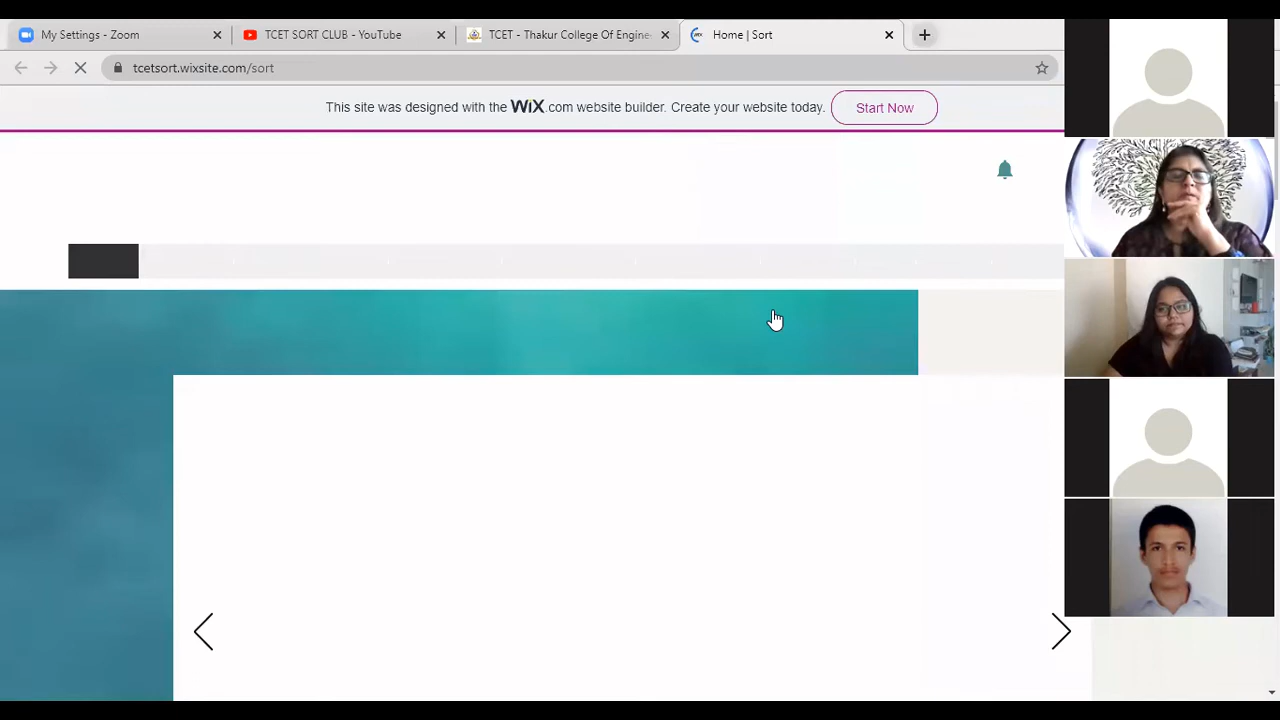 My Settings - Zoom
TCET SORT CLUB - YouTube
TCET - Thakur College Of Engine
Home | Sort
tcetsort.wixsite.com/sort
This site was designed with the WiX.com website builder. Create your website today. Start Now